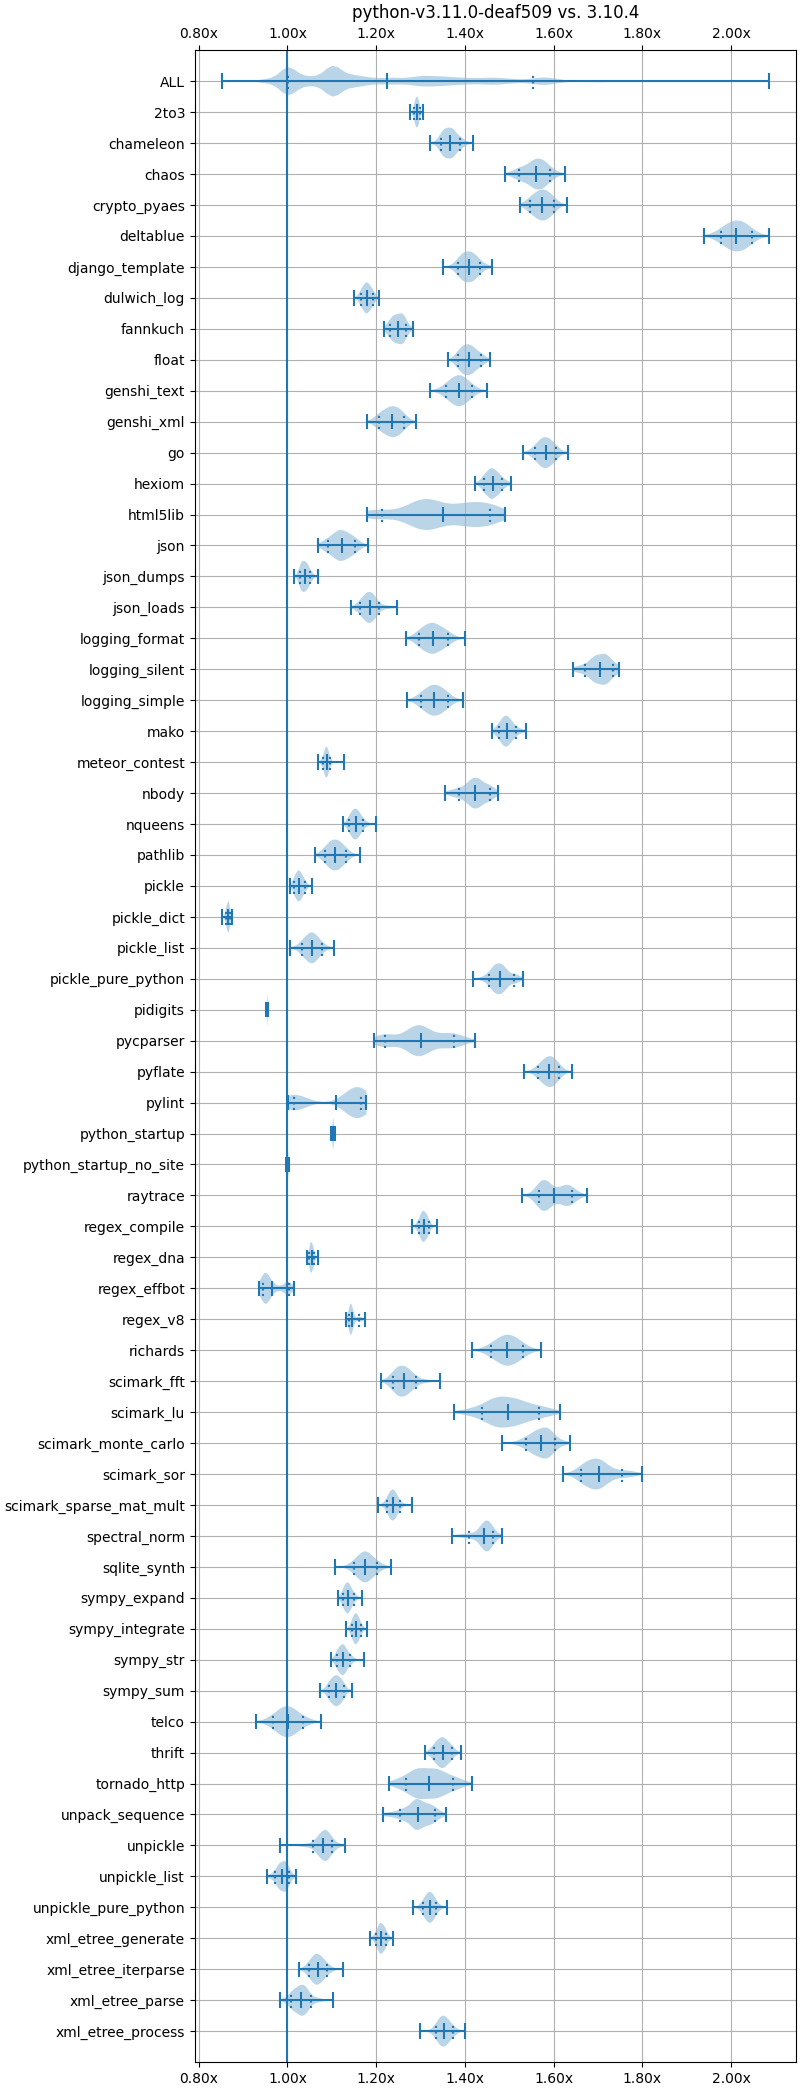 python-v3.11.0-deaf509 vs. 3.10.4
0.80x 1.00x 1.20x 1.40x 1.60x 1.80x 2.00x
ALL
2to3
chameleon
chaos
crypto_pyaes
deltablue
django_template
dulwich_log
fannkuch
float
genshi_text
genshi_xml
go
hexiom
html5lib
json
json_dumps
json_loads
logging_format
logging_silent
logging_simple
mako
meteor_contest
nbody
nqueens
pathlib
pickle
pickle_dict
pickle_list
pickle_pure_python
pidigits
pycparser
pyflate
pylint
python_startup
python_startup_no_site
raytrace
regex_compile
regex_dna
regex_effbot
regex_v8
richards
scimark_fft
scimark_lu
scimark_monte_carlo
scimark_sor
scimark_sparse_mat_mult
spectral_norm
sqlite_synth
sympy_expand
sympy_integrate
sympy_str
sympy_sum
telco
thrift
tornado_http
unpack_sequence
unpickle
unpickle_list
unpickle_pure_python
xml_etree_generate
xml_etree_iterparse
xml_etree_parse
xml_etree_process
0.80x 1.00x 1.20x 1.40x 1.60x 1.80x 2.00x